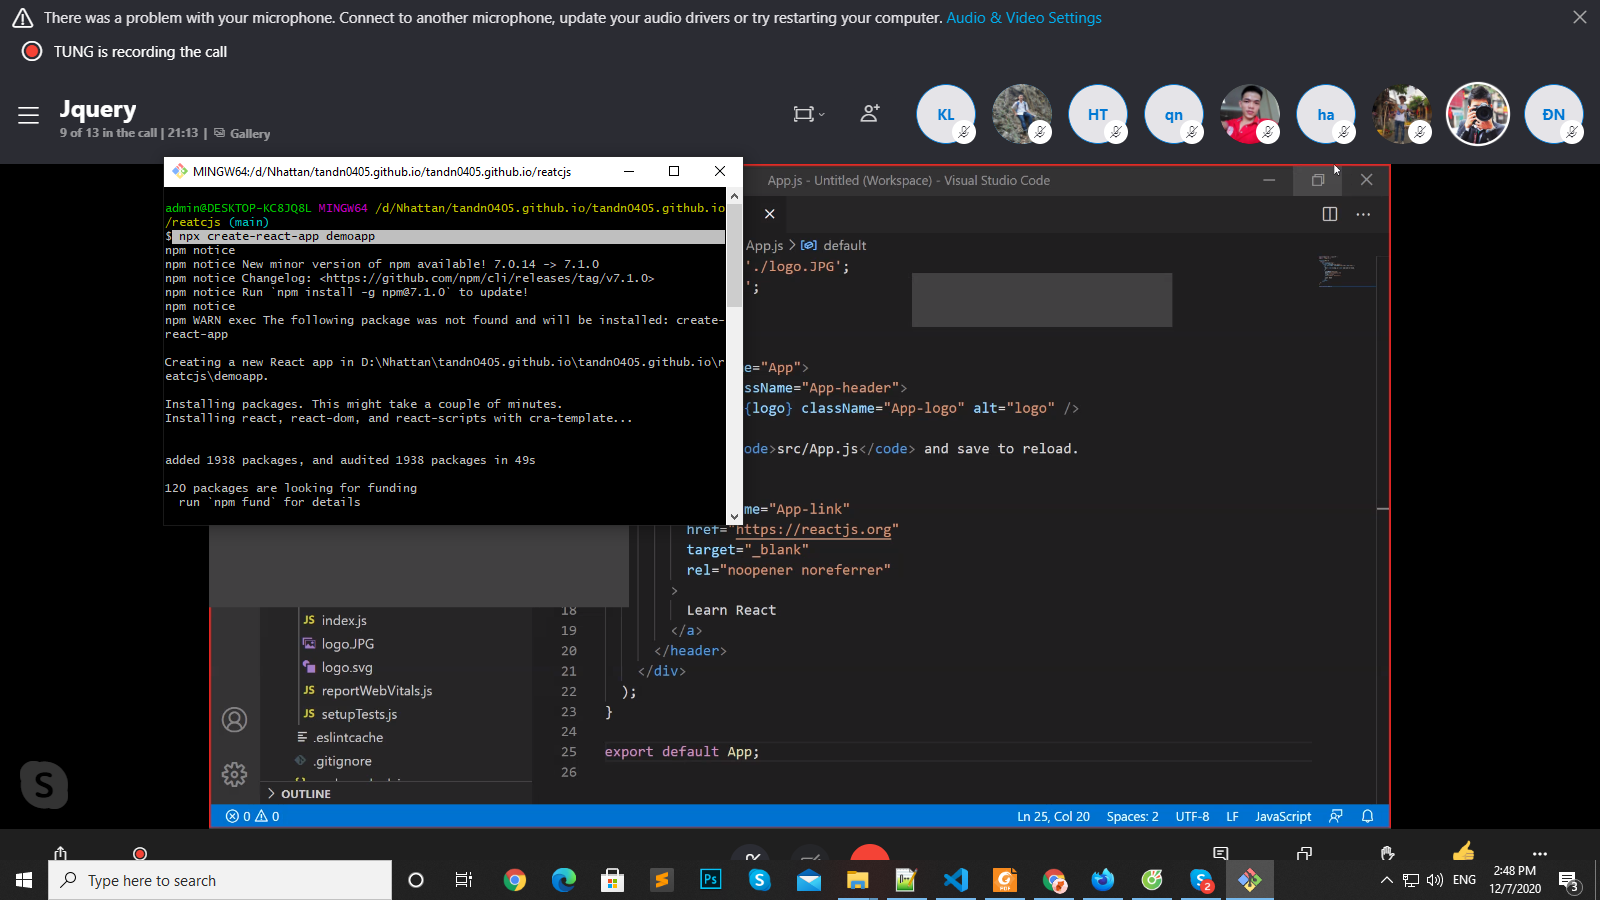 There was a problem with your microphone. Connect to another microphone, update your audio drivers or try restarting your computer. Audio & Video Settings
TUNG is recording the call
Jquery
9 of 13 in the call | 21:13 | Gallery
KL
HT
qn
ha
ĐN
MINGW64:/d/Nhattan/tandn0405.github.io/tandn0405.github.io/reatcjs
admin@DESKTOP-KC8JQ8L MINGW64 /d/Nhattan/tandn0405.github.io/tandn0405.github.io
/reatcjs (main)
$ npx create-react-app demoapp
npm notice
npm notice New minor version of npm available! 7.0.14 -> 7.1.0
npm notice Changelog: <https://github.com/npm/cli/releases/tag/v7.1.0>
npm notice Run `npm install -g npm@7.1.0` to update!
npm notice
npm WARN exec The following package was not found and will be installed: create-
react-app
Creating a new React app in D:\Nhattan\tandn0405.github.io\tandn0405.github.io\r
eatcjs\demoapp.
Installing packages. This might take a couple of minutes.
Installing react, react-dom, and react-scripts with cra-template...
added 1938 packages, and audited 1938 packages in 49s
120 packages are looking for funding
run `npm fund` for details
App.js - Untitled (Workspace) - Visual Studio Code
App.js > default
'./logo.JPG';
';
e="App">
ssName="App-header">
{logo} className="App-logo" alt="logo" />
ode>src/App.js</code> and save to reload.
me="App-link"
href="https://reactjs.org"
target="_blank"
rel="noopener noreferrer"
>
18 Learn React
19 </a>
20 </header>
21 </div>
22 );
23 }
24
25 export default App;
26
JS index.js
logo.JPG
logo.svg
JS reportWebVitals.js
JS setupTests.js
.eslintcache
.gitignore
> OUTLINE
0 0
Ln 25, Col 20 Spaces: 2 UTF-8 LF JavaScript
Type here to search
Ps
2
ENG
2:48 PM
12/7/2020
3